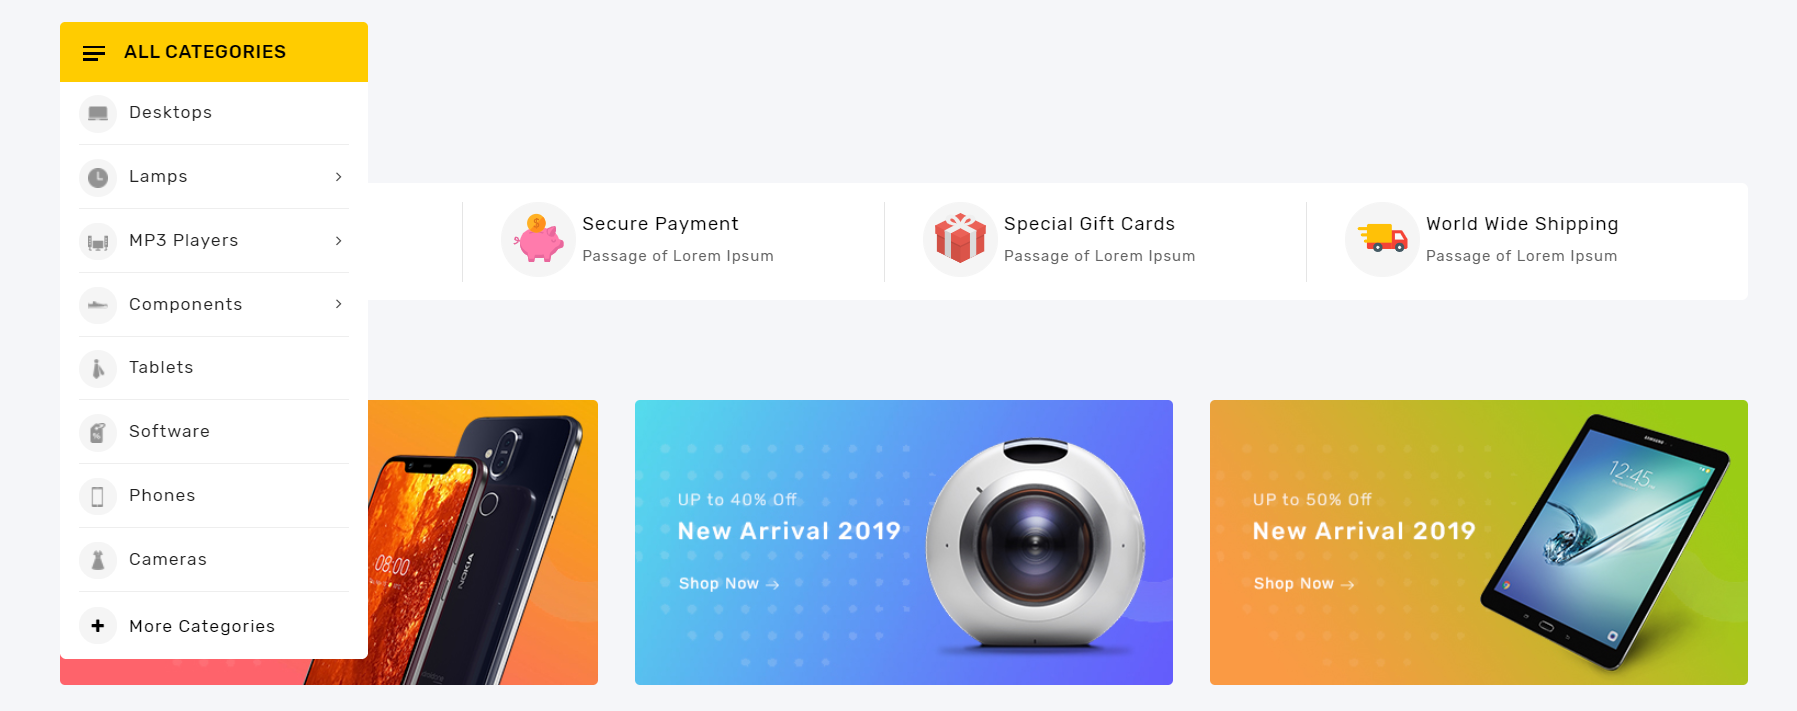 ALL CATEGORIES
Desktops
Lamps
MP3 Players
Components
Tablets
Software
Phones
Cameras
More Categories
Secure Payment
Passage of Lorem Ipsum
Special Gift Cards
Passage of Lorem Ipsum
World Wide Shipping
Passage of Lorem Ipsum
08:00
NOKIA
UP to 40% Off
New Arrival 2019
Shop Now
UP to 50% Off
New Arrival 2019
Shop Now
SAMSUNG
12:45